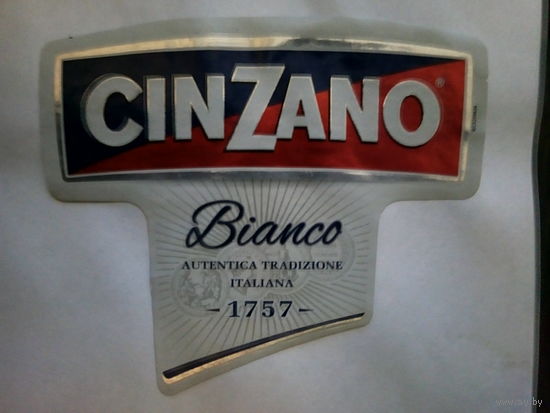 CINZANO®
Bianco
AUTENTICA TRADIZIONE
ITALIANA
-1757-